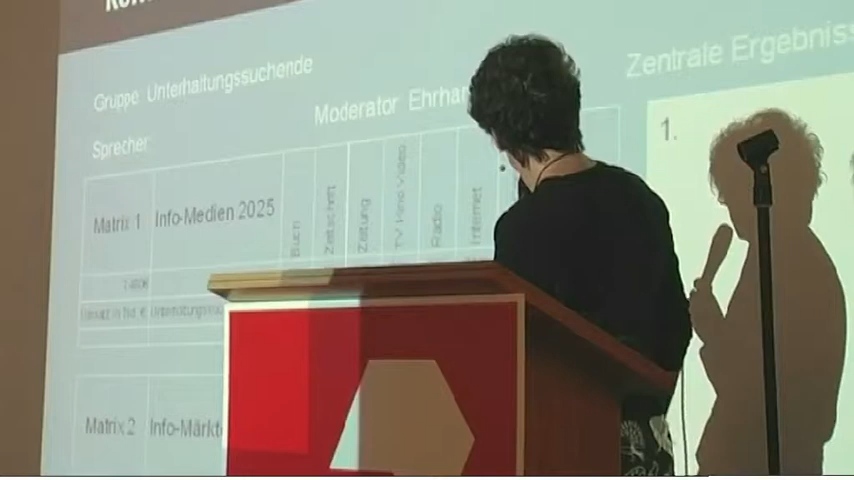 Gruppe Unterhaltungssuchende
Zentrale Ergebniss
Moderator Ehrha
Sprecher
1.
Matrix 1
Info-Medien 2025
Buch
Zeitschrift
Zeitung
TV Kino Video
Radio
Internet
Matrix 2
Info-Märkt